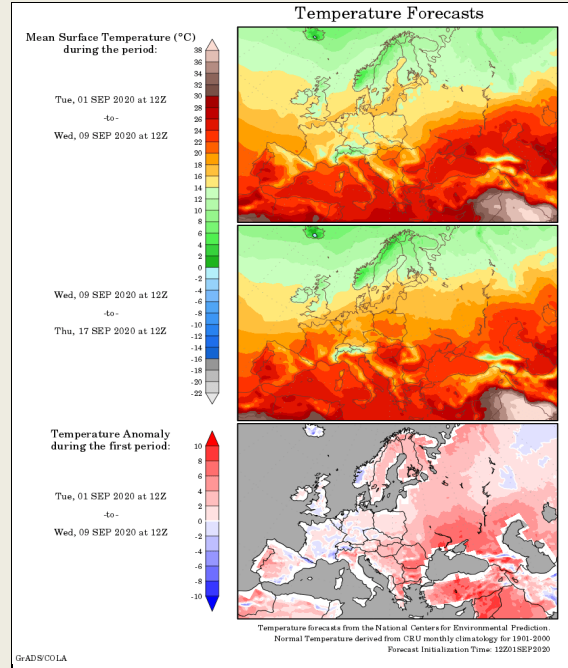 Temperature Forecasts
Mean Surface Temperature (°C)
during the period:
Tue, 01 SEP 2020 at 12Z
-to-
Wed, 09 SEP 2020 at 12Z
38
36
34
32
30
28
26
24
22
20
18
16
14
12
10
8
6
4
2
0
-2
-4
-6
-8
-10
-12
-14
-16
-18
-20
-22
Wed, 09 SEP 2020 at 12Z
-to-
Thu, 17 SEP 2020 at 12Z
Temperature Anomaly
during the first period:
Tue, 01 SEP 2020 at 12Z
-to-
Wed, 09 SEP 2020 at 12Z
10
8
6
4
2
0
-2
-4
-6
-8
-10
Temperature forecasts from the National Centers for Environmental Prediction.
Normal Temperature derived from CRU monthly climatology for 1901-2000
Forecast Initialization Time: 12Z01SEP2020
GrADS/COLA